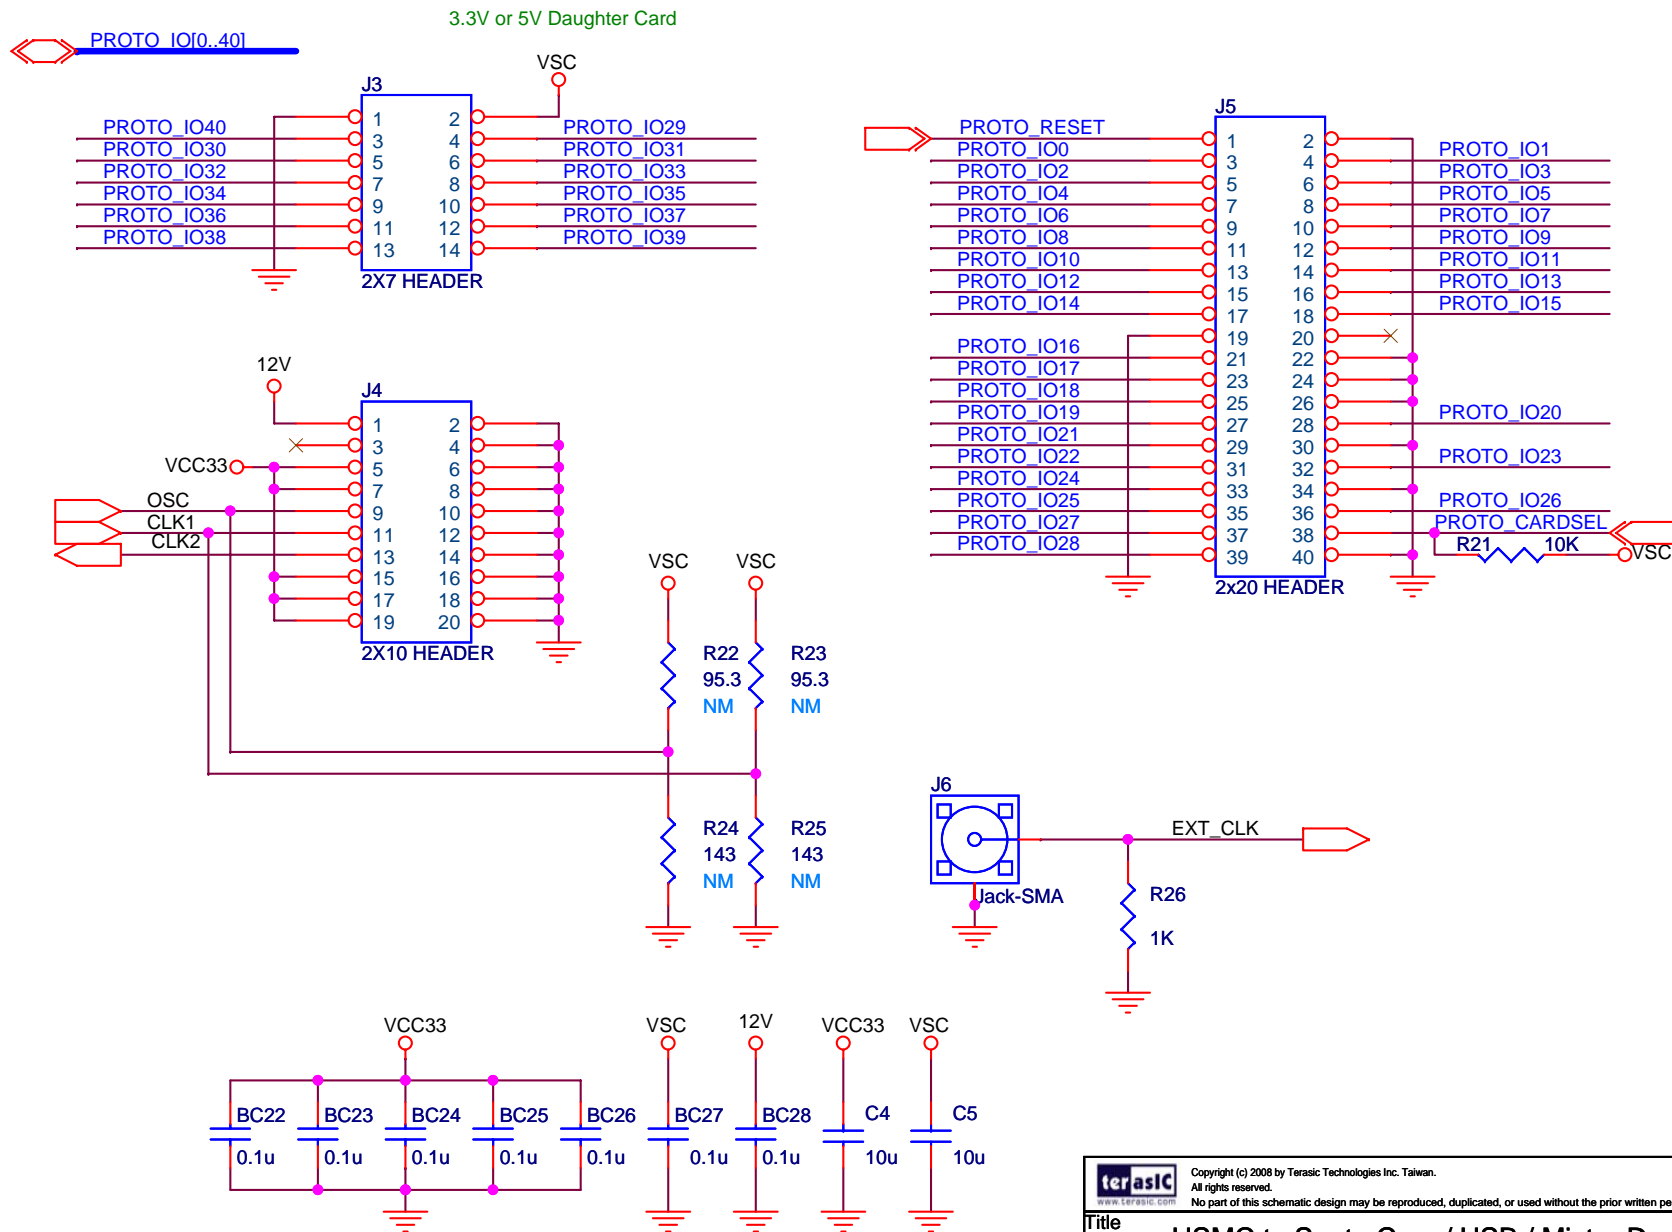 3.3V or 5V Daughter Card
PROTO_IO[0..40]
VSC
J3
1 2
PROTO_IO40 3 4 PROTO_IO29
PROTO_IO30 5 6 PROTO_IO31
PROTO_IO32 7 8 PROTO_IO33
PROTO_IO34 9 10 PROTO_IO35
PROTO_IO36 11 12 PROTO_IO37
PROTO_IO38 13 14 PROTO_IO39
2X7 HEADER
J5
PROTO_RESET 1 2
PROTO_IO0 3 4 PROTO_IO1
PROTO_IO2 5 6 PROTO_IO3
PROTO_IO4 7 8 PROTO_IO5
PROTO_IO6 9 10 PROTO_IO7
PROTO_IO8 11 12 PROTO_IO9
PROTO_IO10 13 14 PROTO_IO11
PROTO_IO12 15 16 PROTO_IO13
PROTO_IO14 17 18 PROTO_IO15
19 20
PROTO_IO16 21 22
PROTO_IO17 23 24
PROTO_IO18 25 26
PROTO_IO19 27 28 PROTO_IO20
PROTO_IO21 29 30
PROTO_IO22 31 32 PROTO_IO23
PROTO_IO24 33 34
PROTO_IO25 35 36 PROTO_IO26
PROTO_IO27 37 38 PROTO_CARDSEL
PROTO_IO28 39 40 R21 10K VSC
2x20 HEADER
12V
J4
1 2
3 4
VCC33 5 6
7 8
OSC 9 10
CLK1 11 12
CLK2 13 14
15 16
17 18
19 20
2X10 HEADER
VSC VSC
R22 R23
95.3 95.3
NM NM
R24 R25
143 143
NM NM
J6
EXT_CLK
Jack-SMA
R26
1K
VCC33 VSC 12V VCC33 VSC
BC22 BC23 BC24 BC25 BC26 BC27 BC28 C4 C5
0.1u 0.1u 0.1u 0.1u 0.1u 0.1u 0.1u 10u 10u
terasIC
www.terasic.com
Copyright (c) 2008 by Terasic Technologies Inc. Taiwan.
All rights reserved.
No part of this schematic design may be reproduced, duplicated, or used without the prior written pe
Title